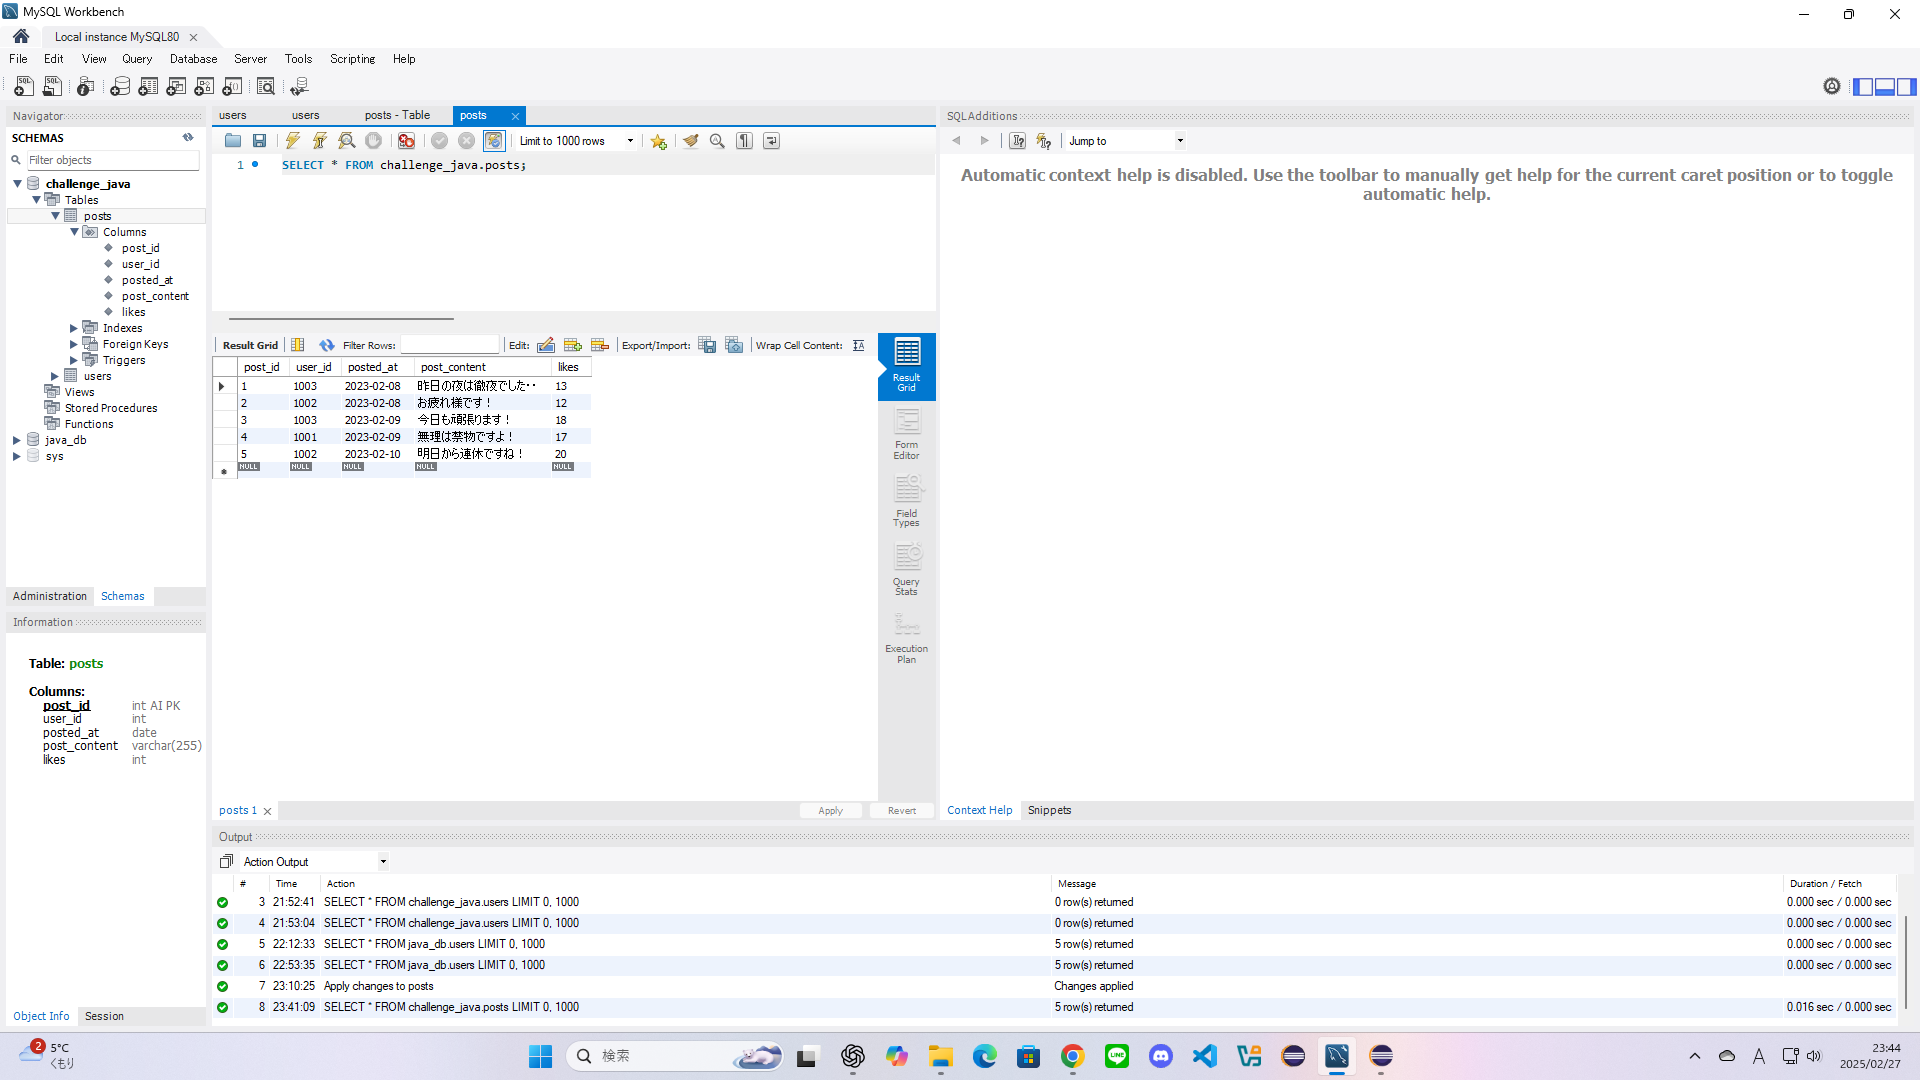 MySQL Workbench
Local instance MySQL80
File Edit View Query Database Server Tools Scripting Help
Navigator
SCHEMAS
Filter objects
challenge_java
Tables
posts
Columns
post_id
user_id
posted_at
post_content
likes
Indexes
Foreign Keys
Triggers
users
Views
Stored Procedures
Functions
java_db
sys
Administration Schemas
Information
Table: posts
Columns:
post_id int AI PK
user_id int
posted_at date
post_content varchar(255)
likes int
Object Info Session
users users posts - Table posts
Limit to 1000 rows
1 SELECT * FROM challenge_java.posts;
Result Grid Filter Rows: Edit: Export/Import: Wrap Cell Content:
post_id user_id posted_at post_content likes
1 1003 2023-02-08 昨日の夜は徹夜でした・・ 13
2 1002 2023-02-08 お疲れ様です！ 12
3 1003 2023-02-09 今日も頑張ります！ 18
4 1001 2023-02-09 無理は禁物ですよ！ 17
5 1002 2023-02-10 明日から連休ですね！ 20
NULL NULL NULL NULL NULL
Result Grid
Form Editor
Field Types
Query Stats
Execution Plan
posts 1 Apply Revert
SQLAdditions
Jump to
Automatic context help is disabled. Use the toolbar to manually get help for the current caret position or to toggle
automatic help.
Context Help Snippets
Output
Action Output
# Time Action Message Duration / Fetch
3 21:52:41 SELECT * FROM challenge_java.users LIMIT 0, 1000 0 row(s) returned 0.000 sec / 0.000 sec
4 21:53:04 SELECT * FROM challenge_java.users LIMIT 0, 1000 0 row(s) returned 0.000 sec / 0.000 sec
5 22:12:33 SELECT * FROM java_db.users LIMIT 0, 1000 5 row(s) returned 0.000 sec / 0.000 sec
6 22:53:35 SELECT * FROM java_db.users LIMIT 0, 1000 5 row(s) returned 0.000 sec / 0.000 sec
7 23:10:25 Apply changes to posts Changes applied
8 23:41:09 SELECT * FROM challenge_java.posts LIMIT 0, 1000 5 row(s) returned 0.016 sec / 0.000 sec
2
5°C
くもり
検索
LINE
A
23:44
2025/02/27